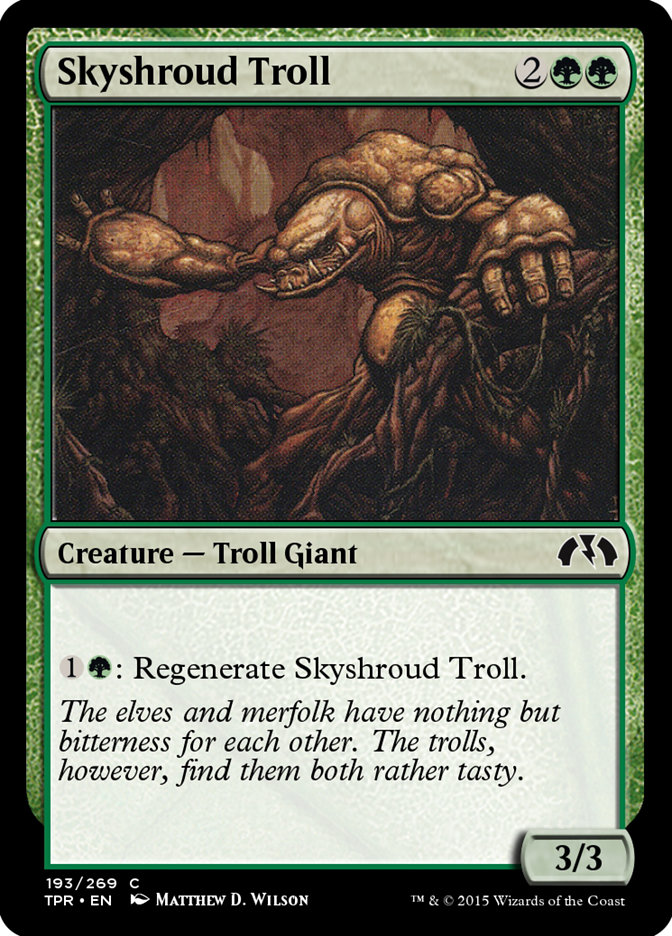 Skyshroud Troll 2
Creature — Troll Giant
1 : Regenerate Skyshroud Troll.
The elves and merfolk have nothing but
bitterness for each other. The trolls,
however, find them both rather tasty.
3/3
193/269 C
TPR • EN Matthew D. Wilson ™ & © 2015 Wizards of the Coast